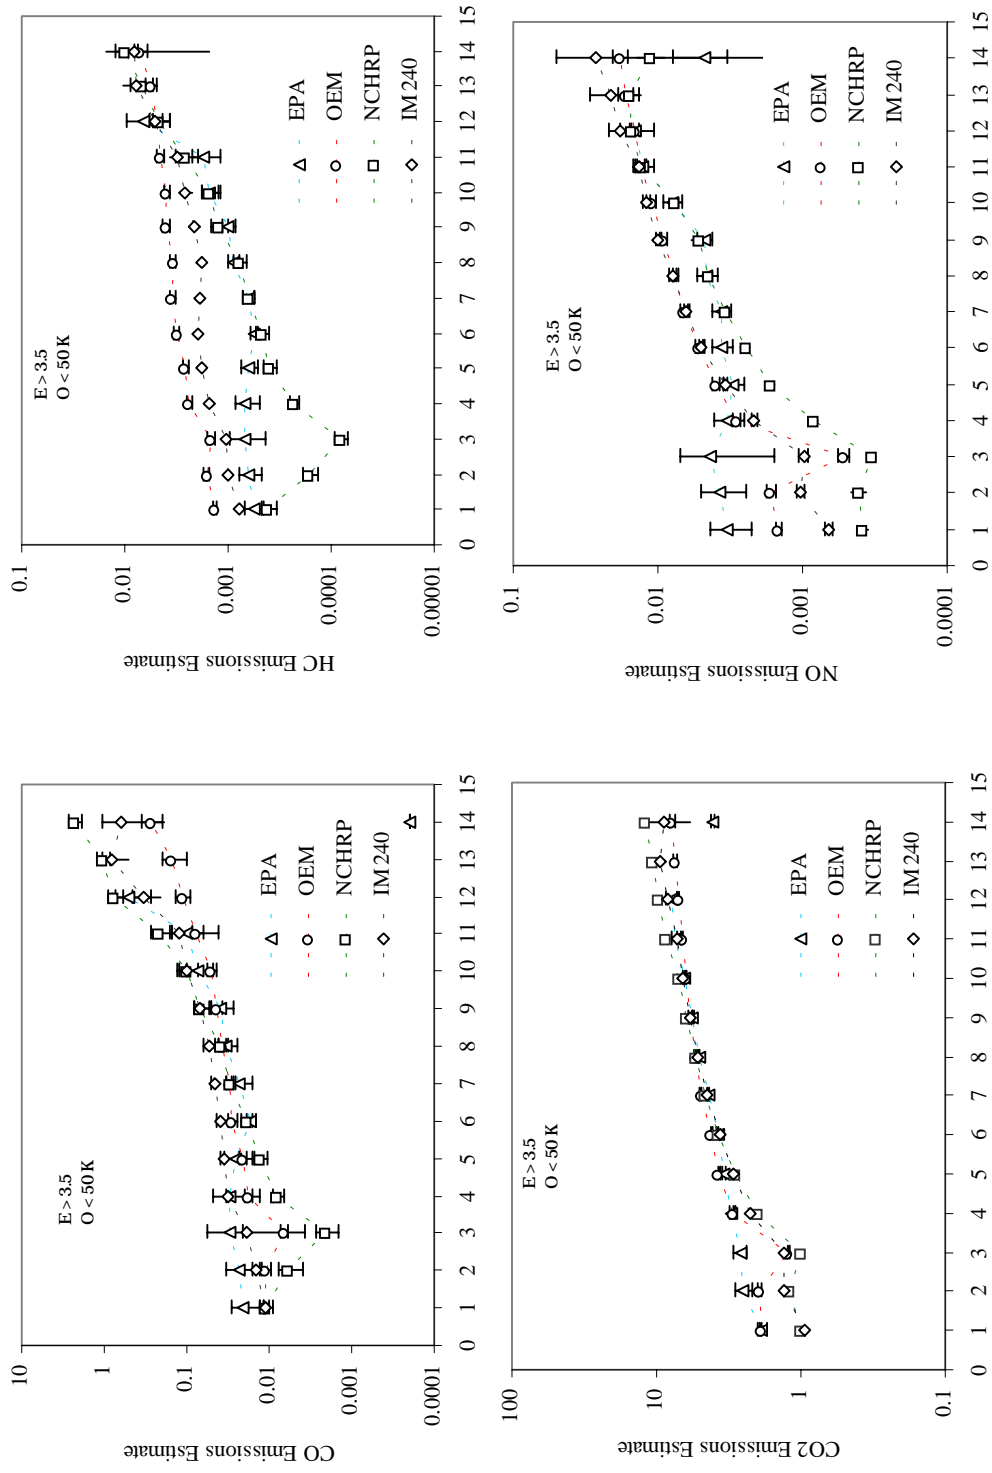 CO Emissions Estimate
10
1
0.1
0.01
0.001
0.0001
E > 3.5
O < 50 K
EPA
OEM
NCHRP
IM240
0 1 2 3 4 5 6 7 8 9 10 11 12 13 14 15
HC Emissions Estimate
0.1
0.01
0.001
0.0001
0.00001
E > 3.5
O < 50 K
EPA
OEM
NCHRP
IM240
0 1 2 3 4 5 6 7 8 9 10 11 12 13 14 15
CO2 Emissions Estimate
100
10
1
0.1
E > 3.5
O < 50 K
EPA
OEM
NCHRP
IM240
0 1 2 3 4 5 6 7 8 9 10 11 12 13 14 15
NO Emissions Estimate
0.1
0.01
0.001
0.0001
E > 3.5
O < 50 K
EPA
OEM
NCHRP
IM240
0 1 2 3 4 5 6 7 8 9 10 11 12 13 14 15